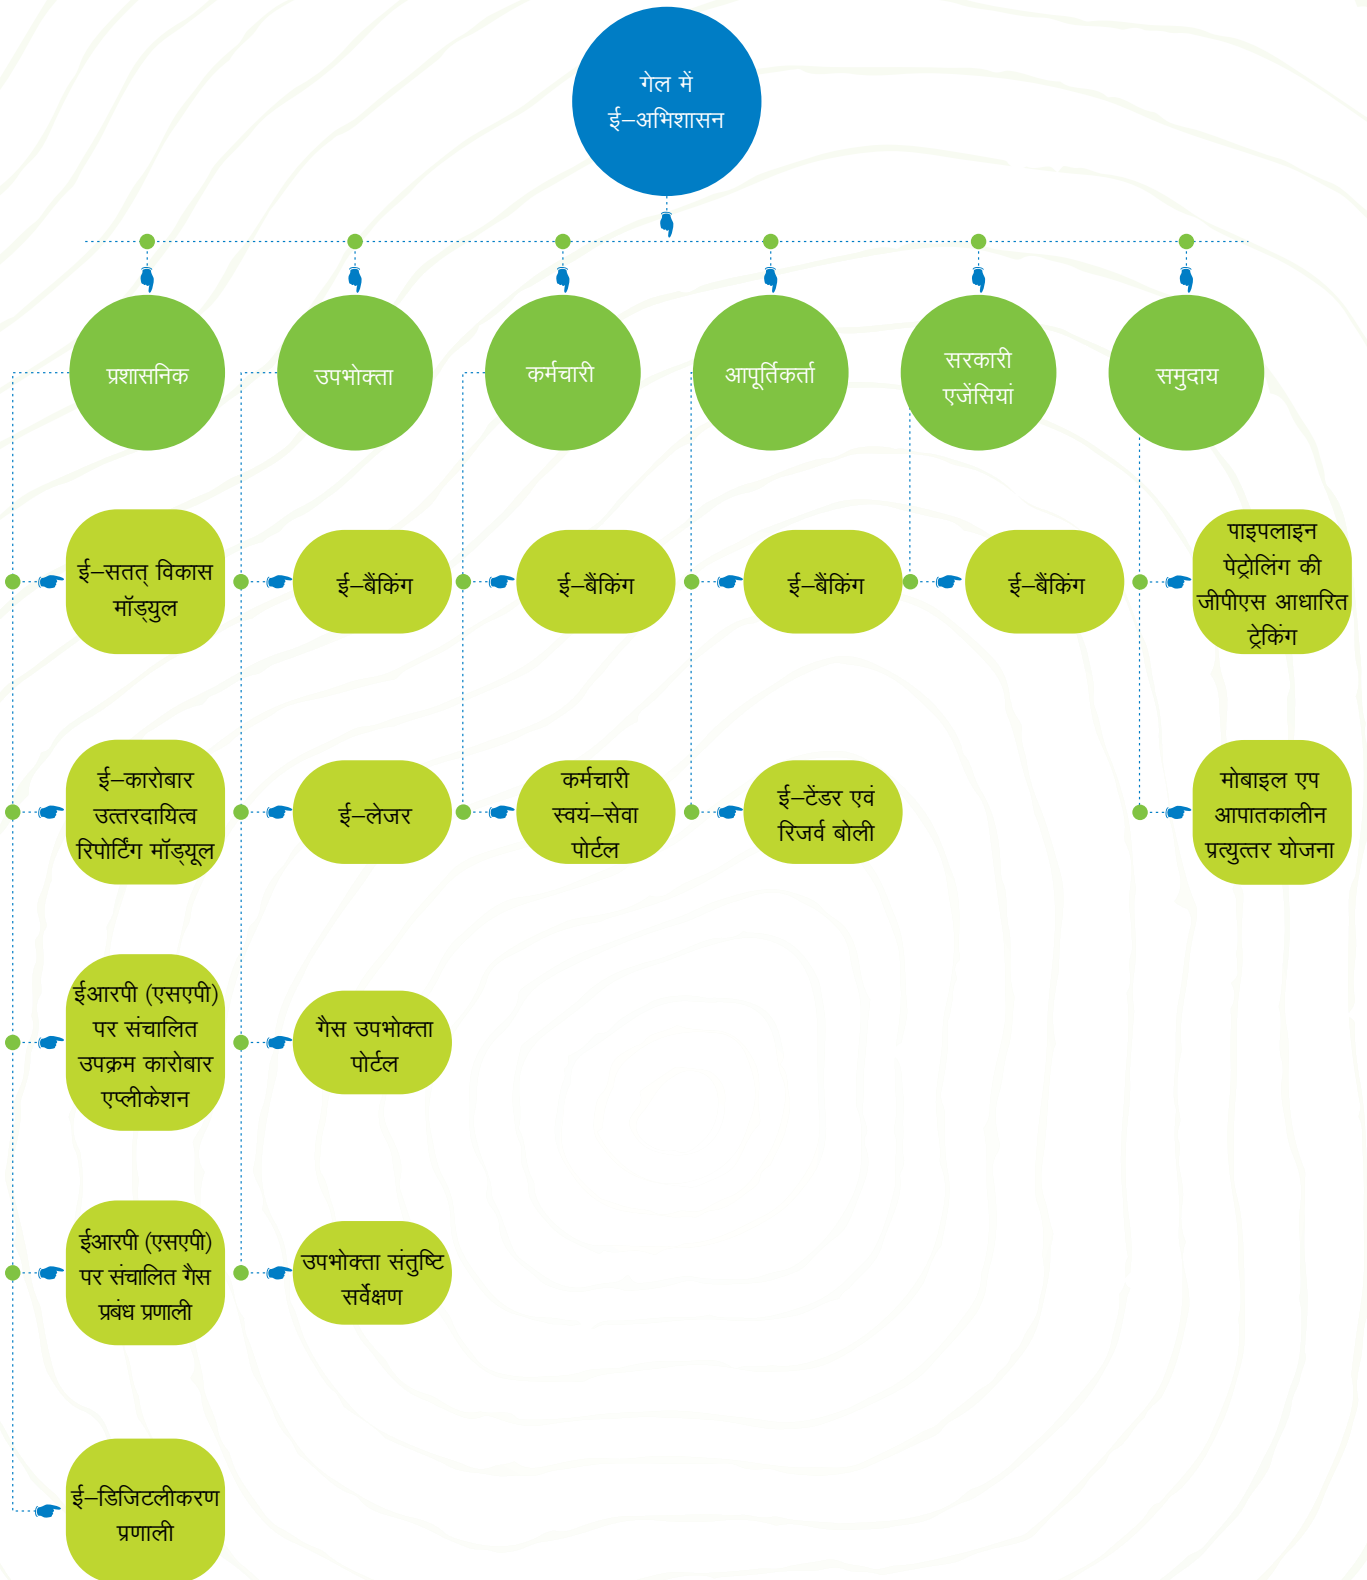 गेल में
ई–अभिशासन
प्रशासनिक
उपभोक्ता
कर्मचारी
आपूर्तिकर्ता
सरकारी
एजेंसियां
समुदाय
ई–सतत् विकास
मॉड्युल
ई–कारोबार
उत्तरदायित्व
रिपोर्टिंग मॉड्यूल
ईआरपी (एसएपी)
पर संचालित
उपक्रम कारोबार
एप्लीकेशन
ईआरपी (एसएपी)
पर संचालित गैस
प्रबंध प्रणाली
ई–डिजिटलीकरण
प्रणाली
ई–बैंकिंग
ई–लेजर
गैस उपभोक्ता
पोर्टल
उपभोक्ता संतुष्टि
सर्वेक्षण
ई–बैंकिंग
कर्मचारी
स्वयं–सेवा
पोर्टल
ई–बैंकिंग
ई–टेंडर एवं
रिजर्व बोली
ई–बैंकिंग
पाइपलाइन
पेट्रोलिंग की
जीपीएस आधारित
ट्रेकिंग
मोबाइल एप
आपातकालीन
प्रत्युत्तर योजना